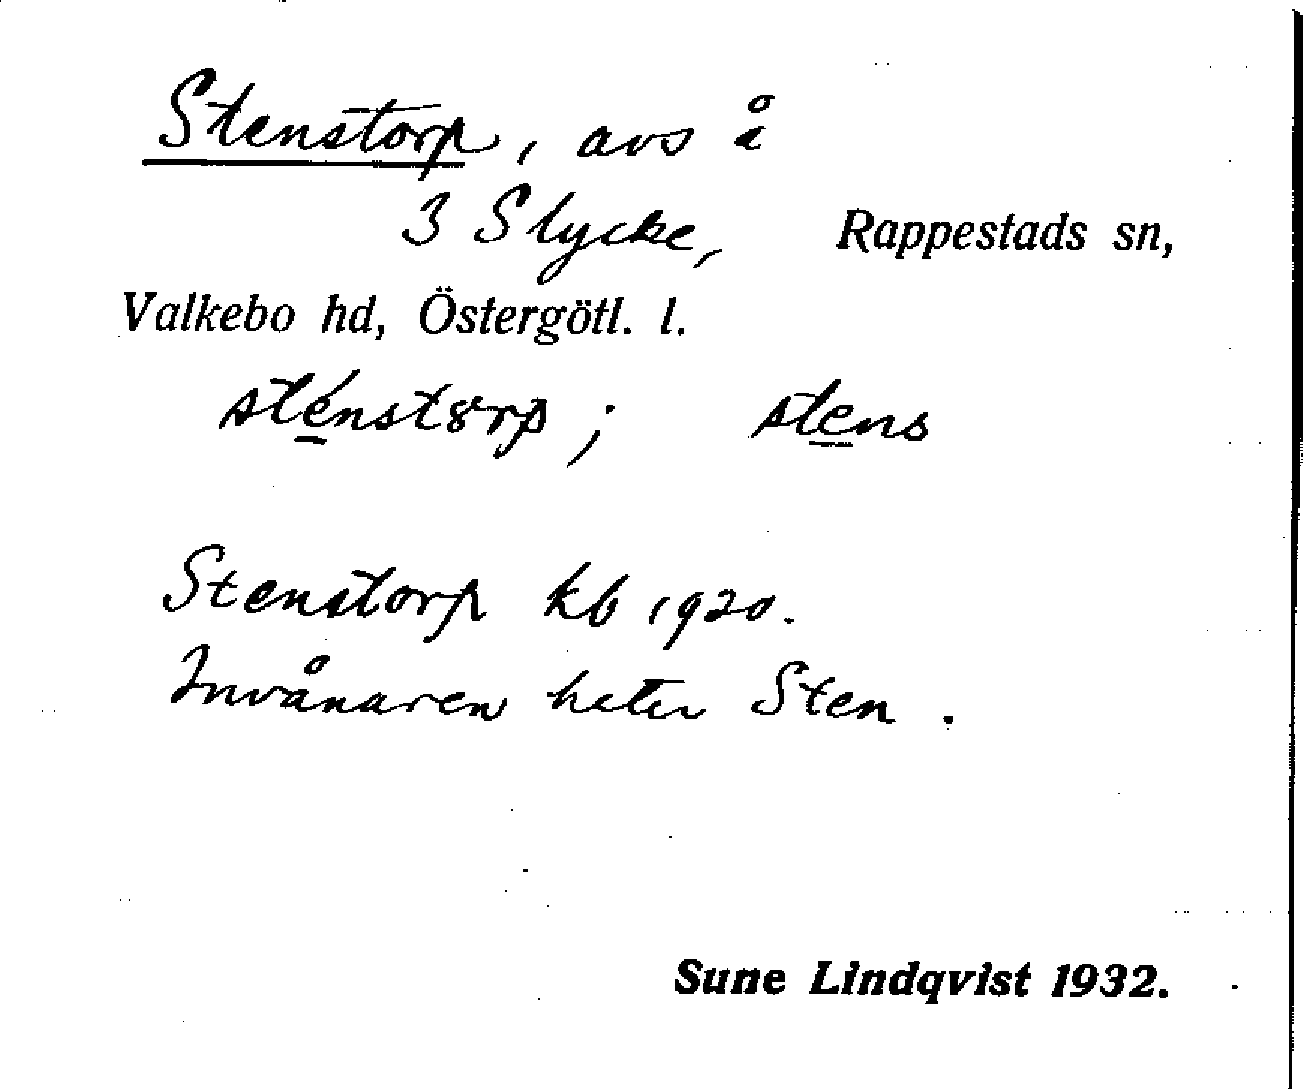 Stenstorp, avs å
3 Slycke, Rappestads sn,
Valkebo hd, Östergötl. l.
sténstorp; stens
Stenstorp kb 1920.
Invånaren heter Sten.
Sune Lindqvist 1932.